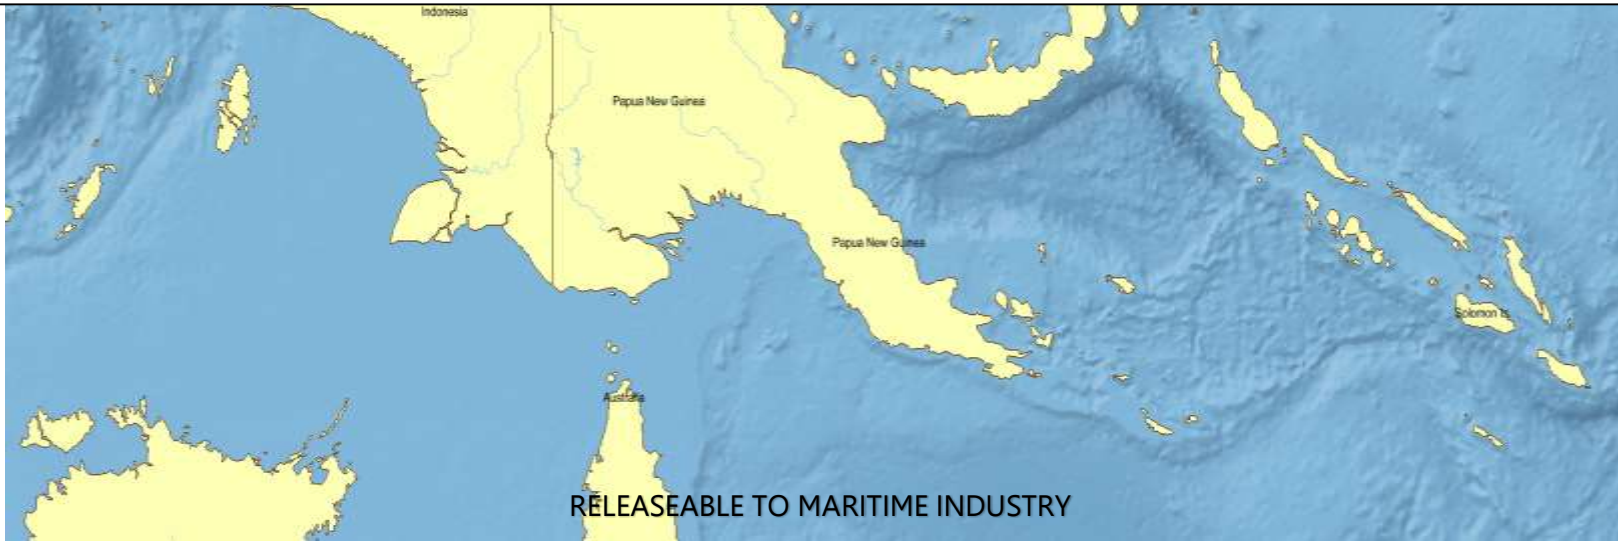 Indonesia
Papua New Guinea
Papua New Guinea
Solomon Is.
Australia
RELEASEABLE TO MARITIME INDUSTRY